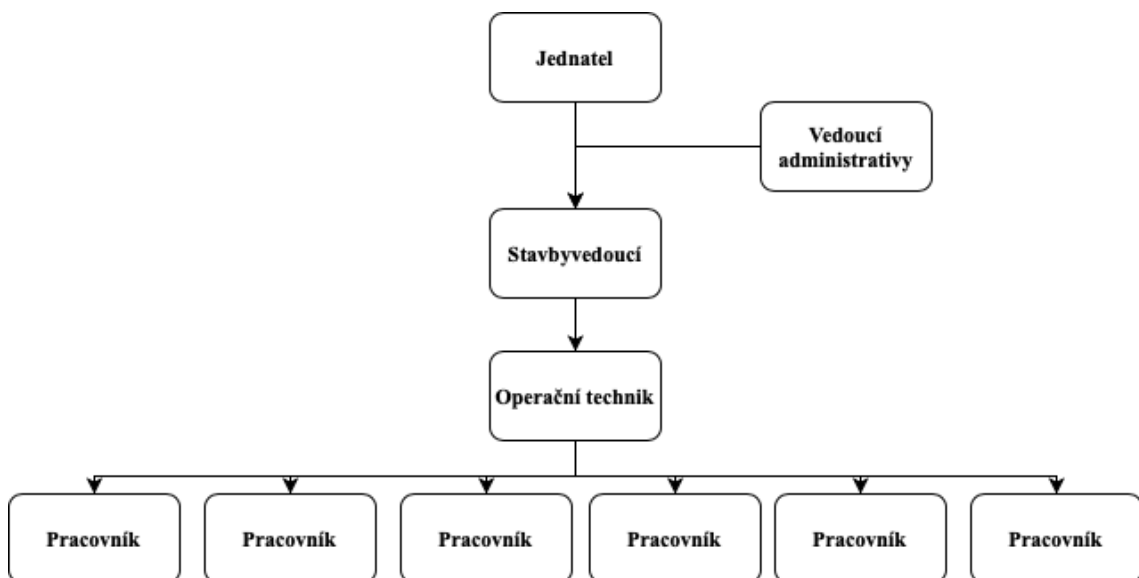 Jednatel
Vedoucí
administrativy
Stavbyvedoucí
Operační technik
Pracovník
Pracovník
Pracovník
Pracovník
Pracovník
Pracovník